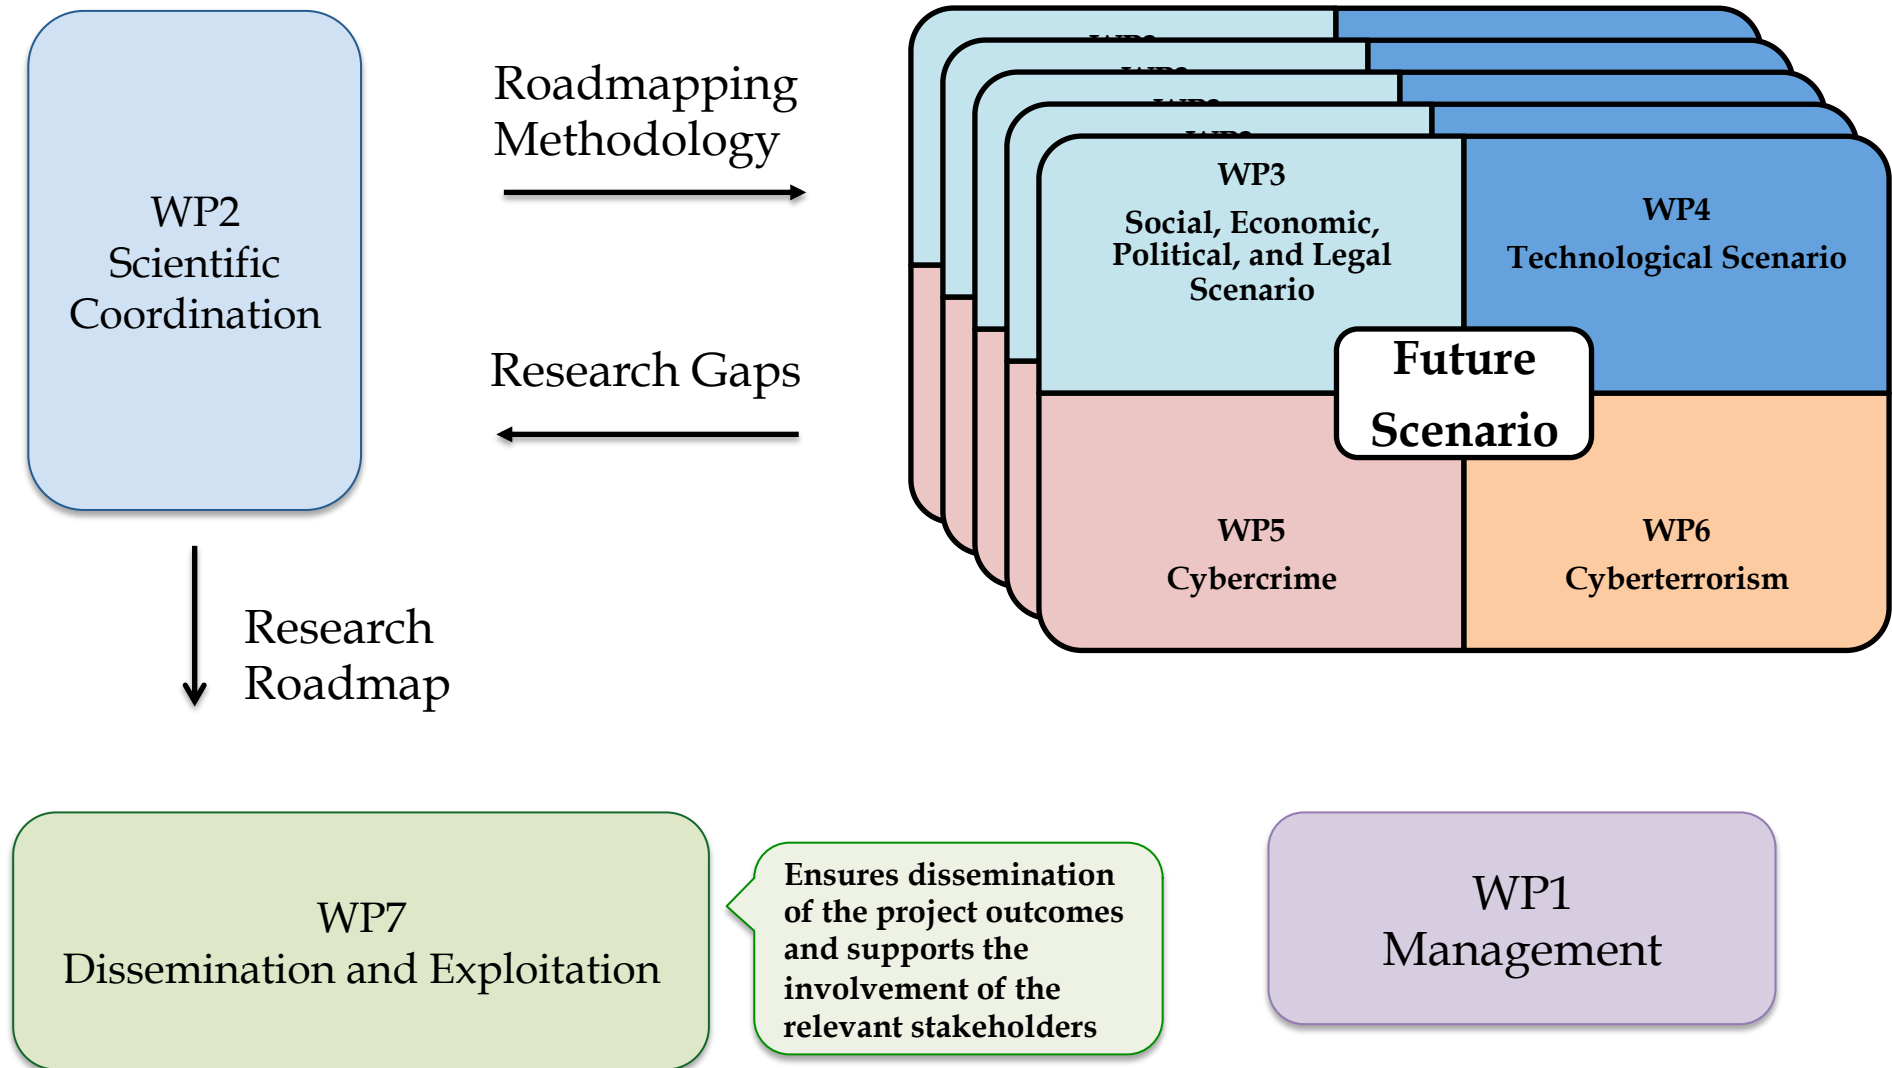 WP2
Scientific
Coordination
Roadmapping
Methodology
Research Gaps
WP3
Social, Economic,
Political, and Legal
Scenario
WP4
Technological Scenario
Future
Scenario
WP5
Cybercrime
WP6
Cyberterrorism
Research
Roadmap
WP7
Dissemination and Exploitation
Ensures dissemination
of the project outcomes
and supports the
involvement of the
relevant stakeholders
WP1
Management